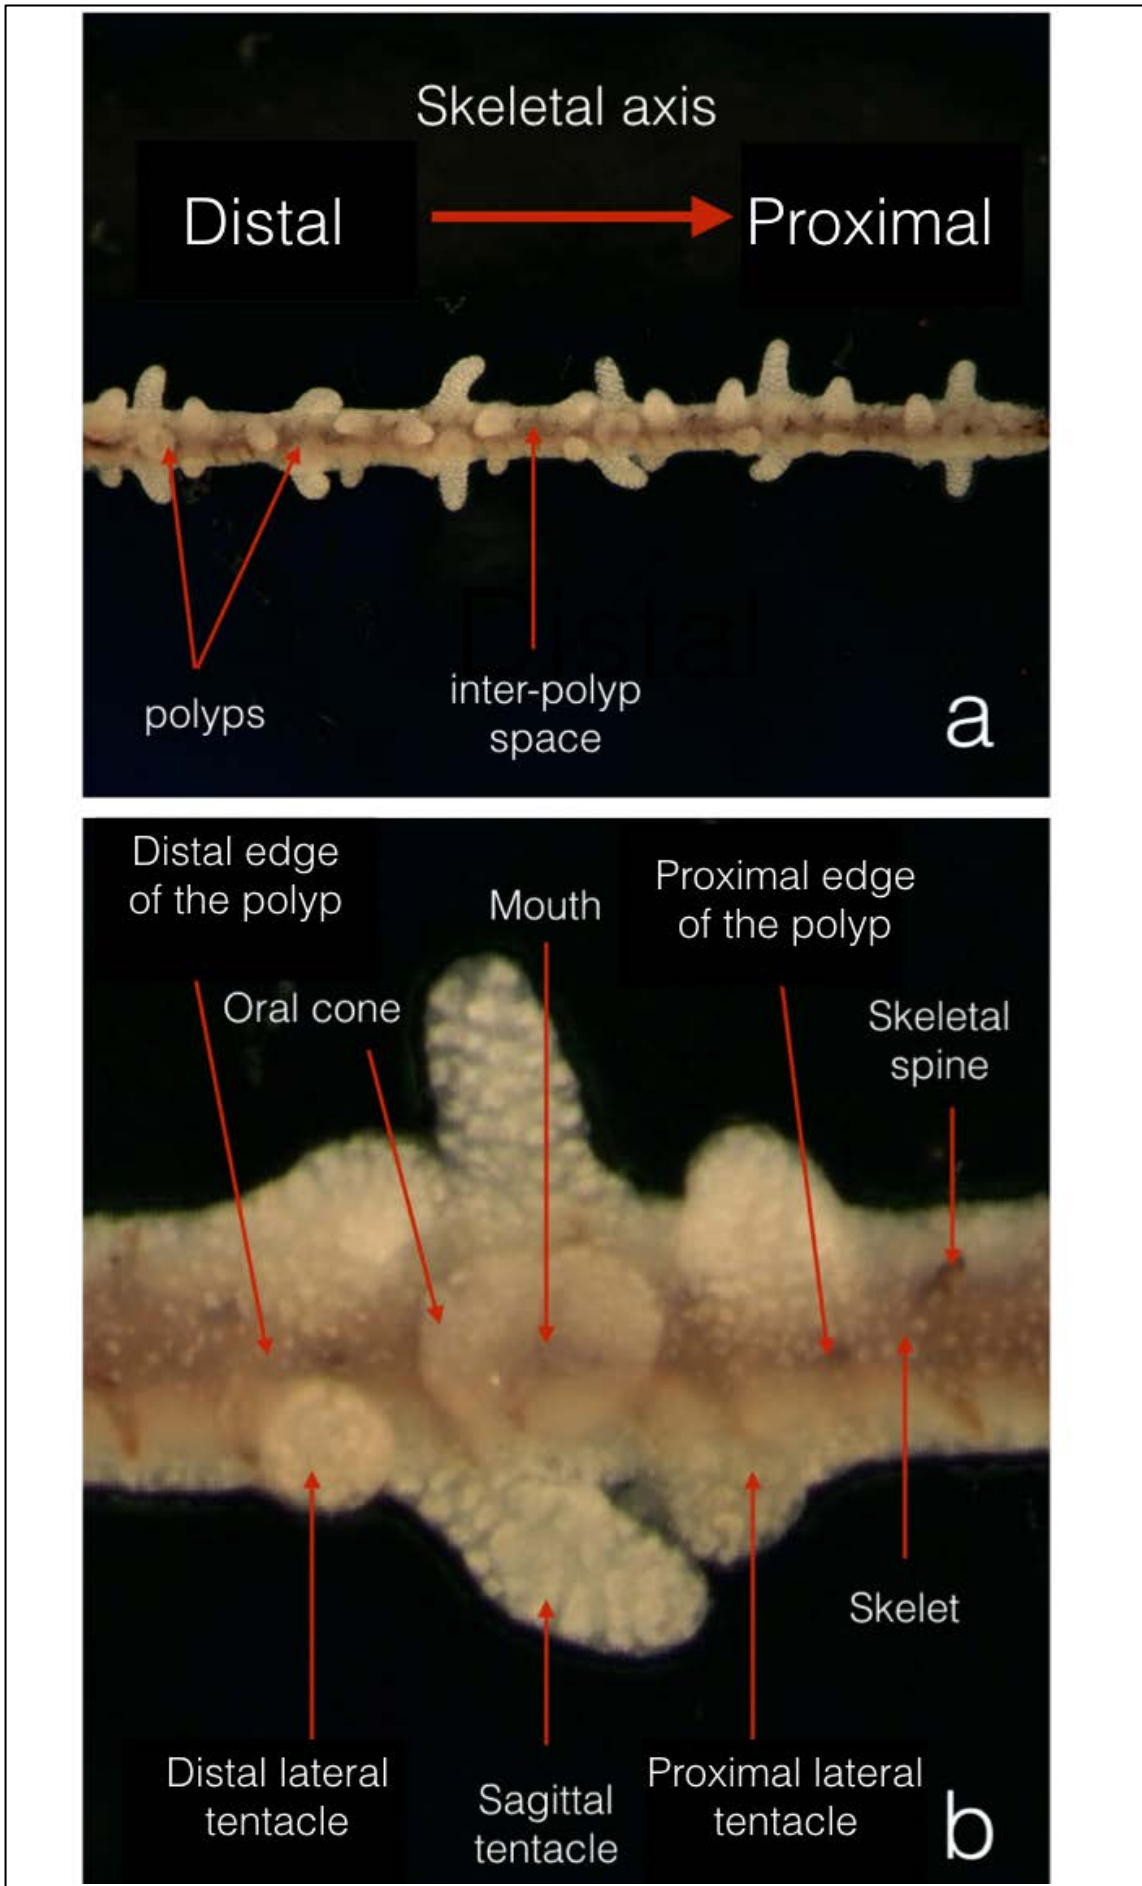 Skeletal axis
Distal
Proximal
Distal
polyps
inter-polyp
space
a
Distal edge
of the polyp
Mouth
Proximal edge
of the polyp
Oral cone
Skeletal
spine
Skelet
Distal lateral
tentacle
Sagittal
tentacle
Proximal lateral
tentacle
b